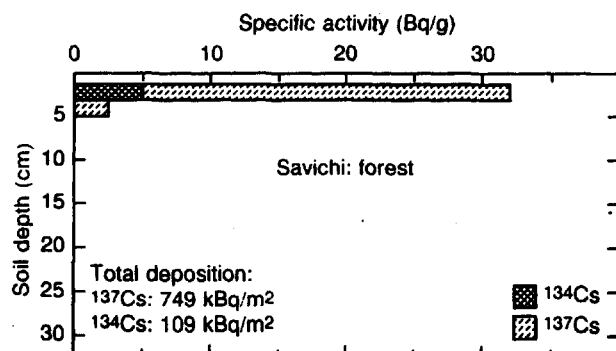 Specific activity (Bq/g)
0 10 20 30
Soil depth (cm)
5
10
15
20
25
30
Savichi: forest
Total deposition:
¹³⁷Cs: 749 kBq/m²
¹³⁴Cs: 109 kBq/m²
¹³⁴Cs
¹³⁷Cs